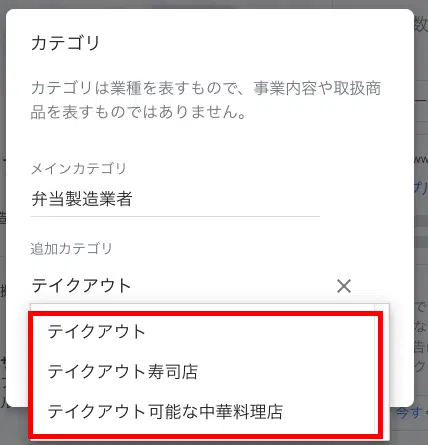 カテゴリ
カテゴリは業種を表すもので、事業内容や取扱商
品を表すものではありません。
メインカテゴリ
弁当製造業者
追加カテゴリ
テイクアウト
テイクアウト
テイクアウト寿司店
テイクアウト可能な中華料理店